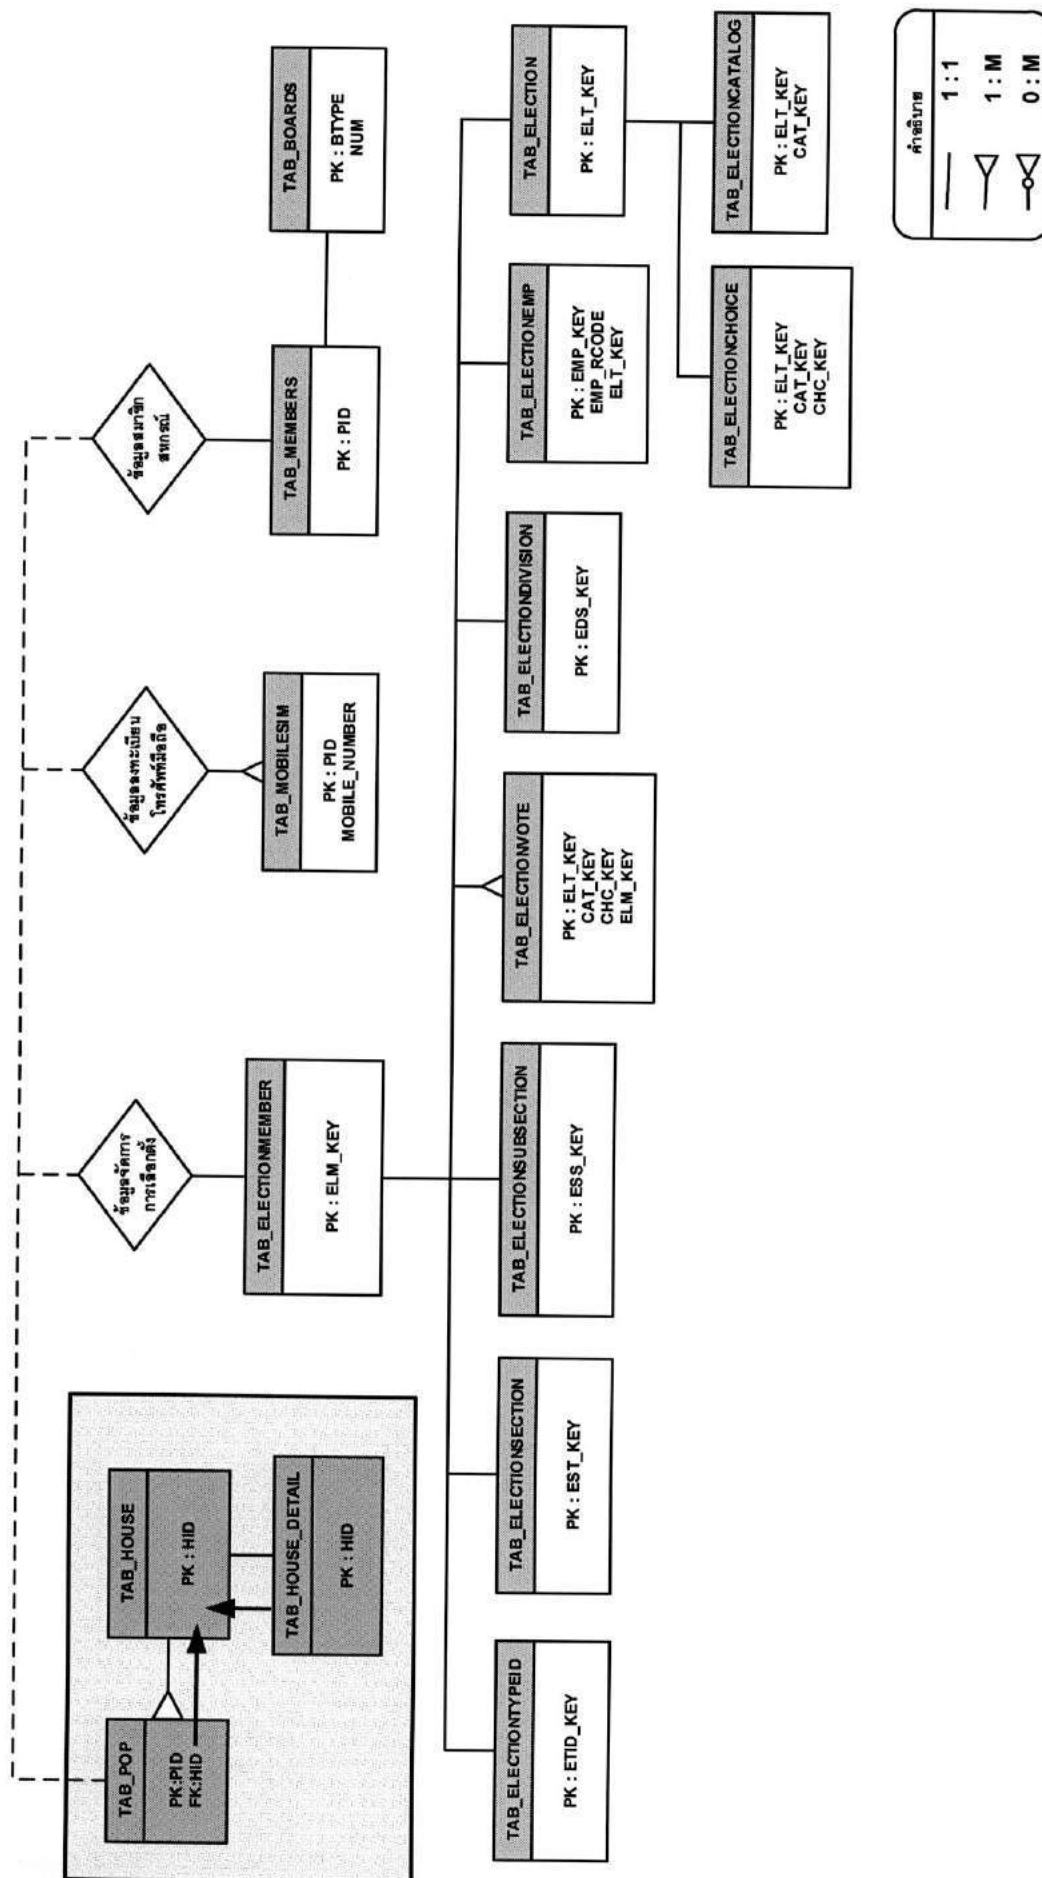 TAB_POP
PK:PID
FK:HID
TAB_HOUSE
PK : HID
TAB_HOUSE_DETAIL
PK : HID
ข้อมูลจัดการ
การเลือกตั้ง
ข้อมูลลงทะเบียน
โทรศัพท์มือถือ
ข้อมูลสมาชิก
สหกรณ์
TAB_ELECTIONMEMBER
PK : ELM_KEY
TAB_MOBILESIM
PK : PID
MOBILE_NUMBER
TAB_MEMBERS
PK : PID
TAB_BOARDS
PK : BTYPE
NUM
TAB_ELECTIONTYPEID
PK : ETID_KEY
TAB_ELECTIONSECTION
PK : EST_KEY
TAB_ELECTIONSUBSECTION
PK : ESS_KEY
TAB_ELECTIONVOTE
PK : ELT_KEY
CAT_KEY
CHC_KEY
ELM_KEY
TAB_ELECTIONDIVISION
PK : EDS_KEY
TAB_ELECTIONEMP
PK : EMP_KEY
EMP_RCODE
ELT_KEY
TAB_ELECTION
PK : ELT_KEY
TAB_ELECTIONCHOICE
PK : ELT_KEY
CAT_KEY
CHC_KEY
TAB_ELECTIONCATALOG
PK : ELT_KEY
CAT_KEY
คำอธิบาย
1 : 1
1 : M
0 : M